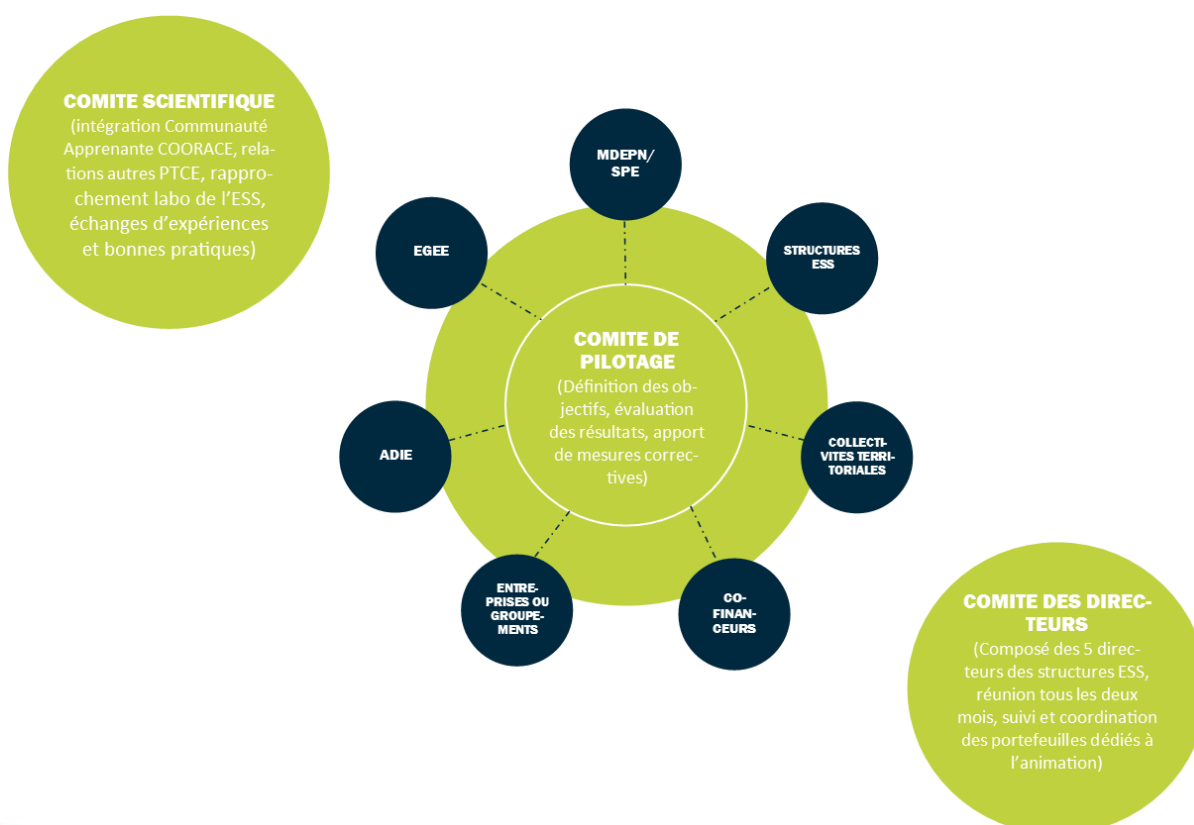 COMITE SCIENTIFIQUE
(intégration Communauté
Apprenante COORACE, rela-
tions autres PTCE, rappro-
chement labo de l'ESS,
échanges d'expériences
et bonnes pratiques)
MDEPN/
SPE
EGEE
STRUCTURES
ESS
COMITE DE
PILOTAGE
(Définition des ob-
jectifs, évaluation
des résultats, apport
de mesures correc-
tives)
ADIE
COLLECTI-
VITES TERRI-
TORIALES
ENTRE-
PRISES OU
GROUPE-
MENTS
CO-
FINAN-
CEURS
COMITE DES DIREC-
TEURS
(Composé des 5 direc-
teurs des structures ESS,
réunion tous les deux
mois, suivi et coordination
des portefeuilles dédiés à
l'animation)